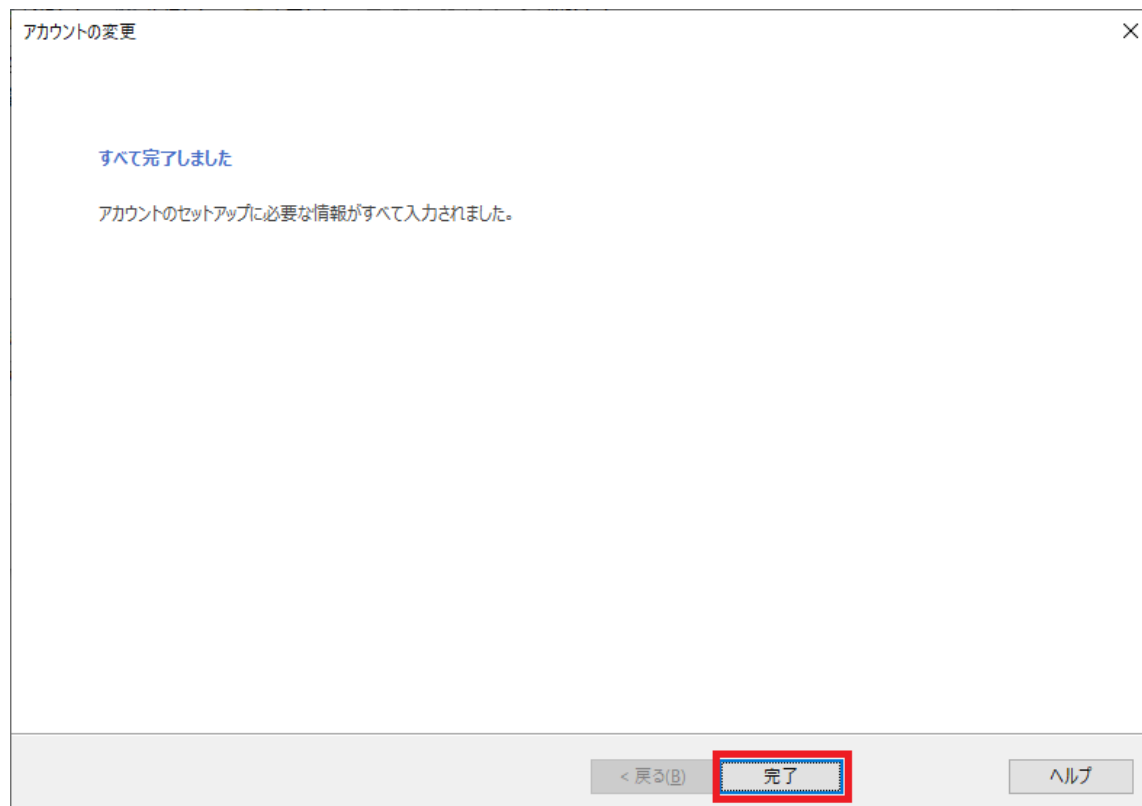 アカウントの変更
すべて完了しました
アカウントのセットアップに必要な情報がすべて入力されました。
< 戻る(B)
完了
ヘルプ